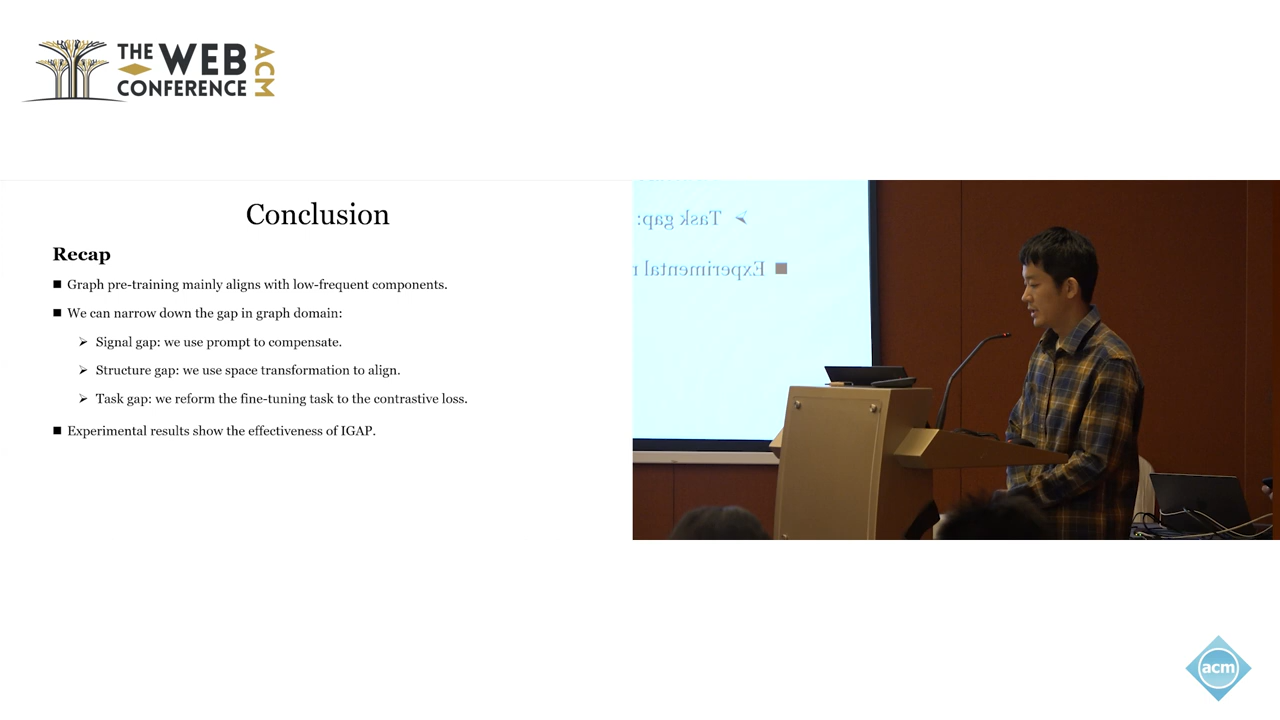 THE WEB
CONFERENCE
ACM
Conclusion
Recap
■ Graph pre-training mainly aligns with low-frequent components.
■ We can narrow down the gap in graph domain:
➢ Signal gap: we use prompt to compensate.
➢ Structure gap: we use space transformation to align.
➢ Task gap: we reform the fine-tuning task to the contrastive loss.
■ Experimental results show the effectiveness of IGAP.
➢ Task gap:
■ Experimental
acm